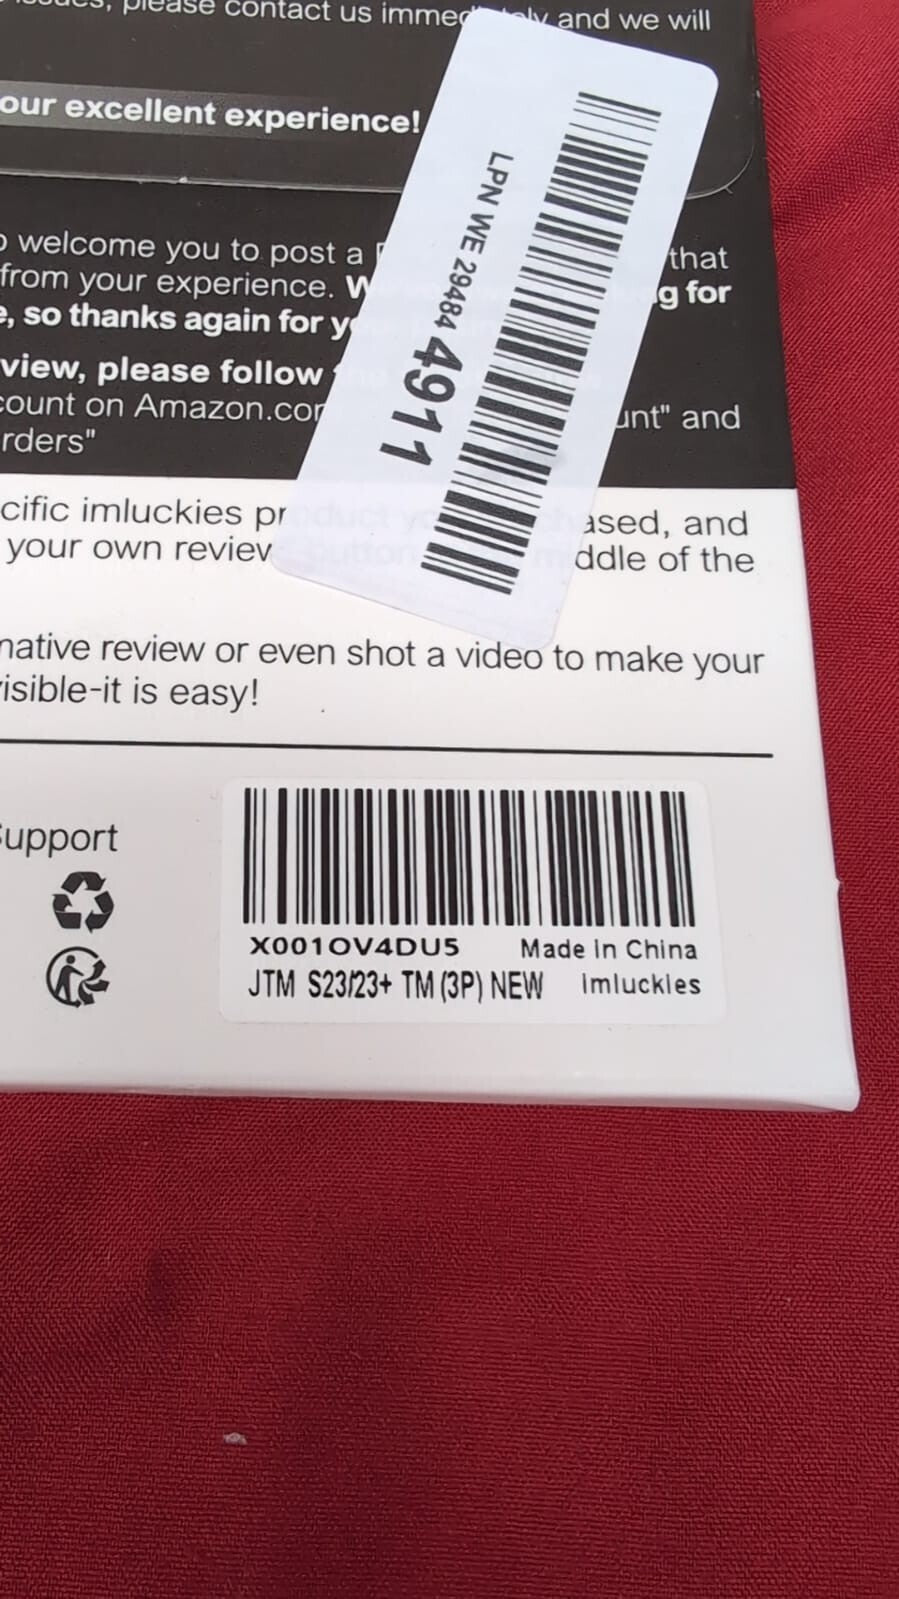 please contact us immed ly and we will
our excellent experience!
welcome you to post a that
from your experience. W g for
e, so thanks again for y
view, please follow
count on Amazon.co unt" and
rders"
LPN WE 29484 4911
cific imluckies pr ased, and
your own review ddle of the
native review or even shot a video to make your
isible-it is easy!
upport
X001OV4DU5 Made in China
JTM S23/23+ TM (3P) NEW imluckies